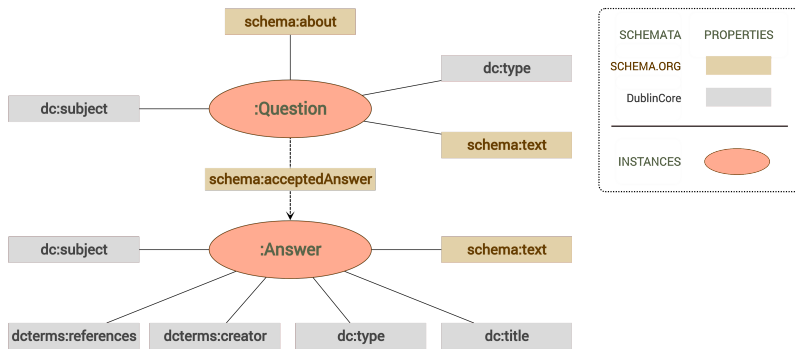 schema:about
SCHEMATA PROPERTIES
SCHEMA.ORG
dc:type
DublinCore
dc:subject
:Question
schema:text
INSTANCES
schema:acceptedAnswer
dc:subject
:Answer
schema:text
dcterms:references
dcterms:creator
dc:type
dc:title